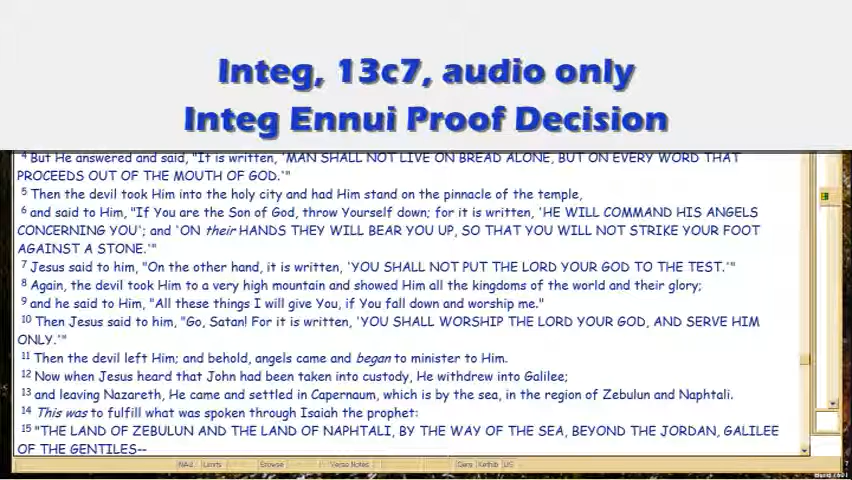 Integ, 13c7, audio only
Integ Ennui Proof Decision
4 But He answered and said, "It is written, 'MAN SHALL NOT LIVE ON BREAD ALONE, BUT ON EVERY WORD THAT
PROCEEDS OUT OF THE MOUTH OF GOD.'"
5 Then the devil took Him into the holy city and had Him stand on the pinnacle of the temple,
6 and said to Him, "If You are the Son of God, throw Yourself down; for it is written, 'HE WILL COMMAND HIS ANGELS
CONCERNING YOU'; and 'ON their HANDS THEY WILL BEAR YOU UP, SO THAT YOU WILL NOT STRIKE YOUR FOOT
AGAINST A STONE.'"
7 Jesus said to him, "On the other hand, it is written, 'YOU SHALL NOT PUT THE LORD YOUR GOD TO THE TEST.'"
8 Again, the devil took Him to a very high mountain and showed Him all the kingdoms of the world and their glory;
9 and he said to Him, "All these things I will give You, if You fall down and worship me."
10 Then Jesus said to him, "Go, Satan! For it is written, 'YOU SHALL WORSHIP THE LORD YOUR GOD, AND SERVE HIM
ONLY.'"
11 Then the devil left Him; and behold, angels came and began to minister to Him.
12 Now when Jesus heard that John had been taken into custody, He withdrew into Galilee;
13 and leaving Nazareth, He came and settled in Capernaum, which is by the sea, in the region of Zebulun and Naphtali.
14 This was to fulfill what was spoken through Isaiah the prophet:
15 "THE LAND OF ZEBULUN AND THE LAND OF NAPHTALI, BY THE WAY OF THE SEA, BEYOND THE JORDAN, GALILEE
OF THE GENTILES--
NAU Limits Browse Verse Notes